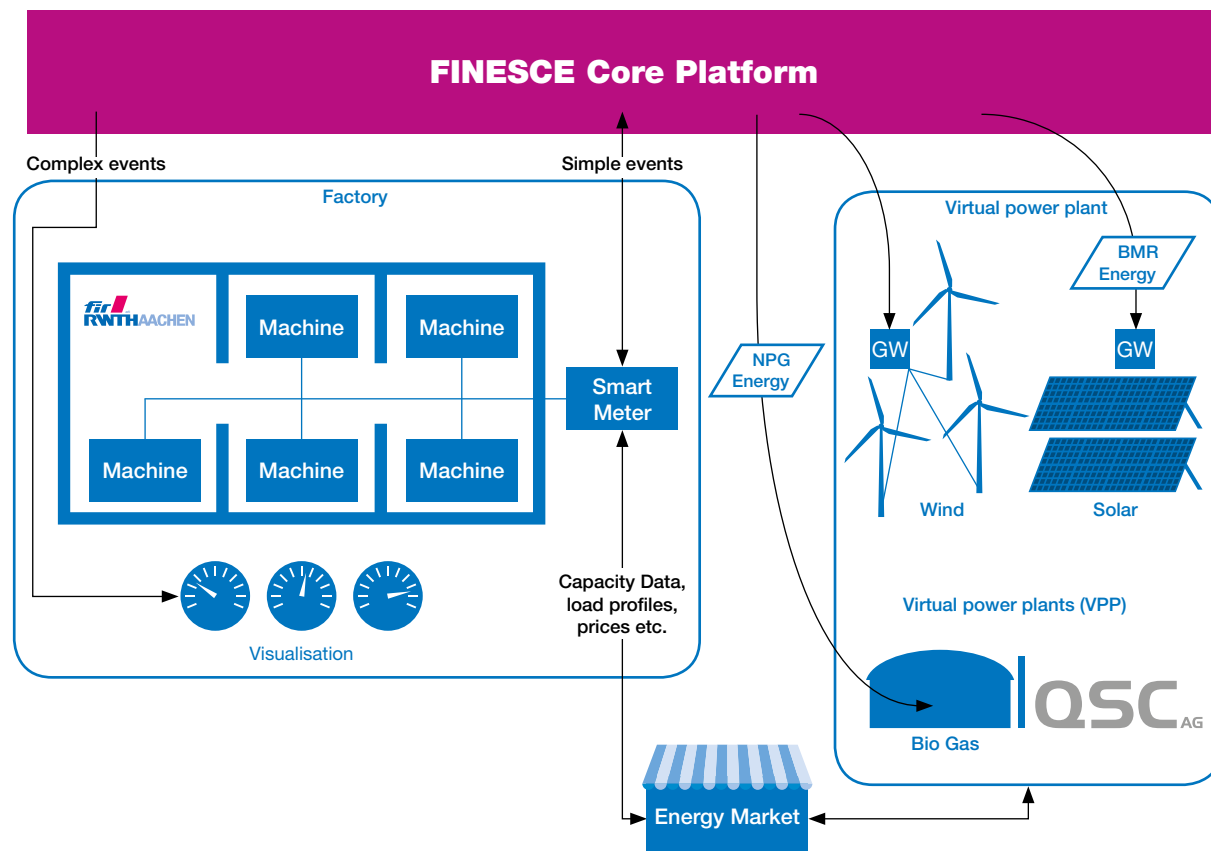 FINESCE Core Platform
Complex events
Simple events
Factory
Virtual power plant
BMR
Energy
fir
RWTHAACHEN
Machine
Machine
GW
GW
NPG
Energy
Smart
Meter
Machine
Machine
Machine
Wind
Solar
Capacity Data,
load profiles,
prices etc.
Virtual power plants (VPP)
Visualisation
QSC AG
Bio Gas
Energy Market